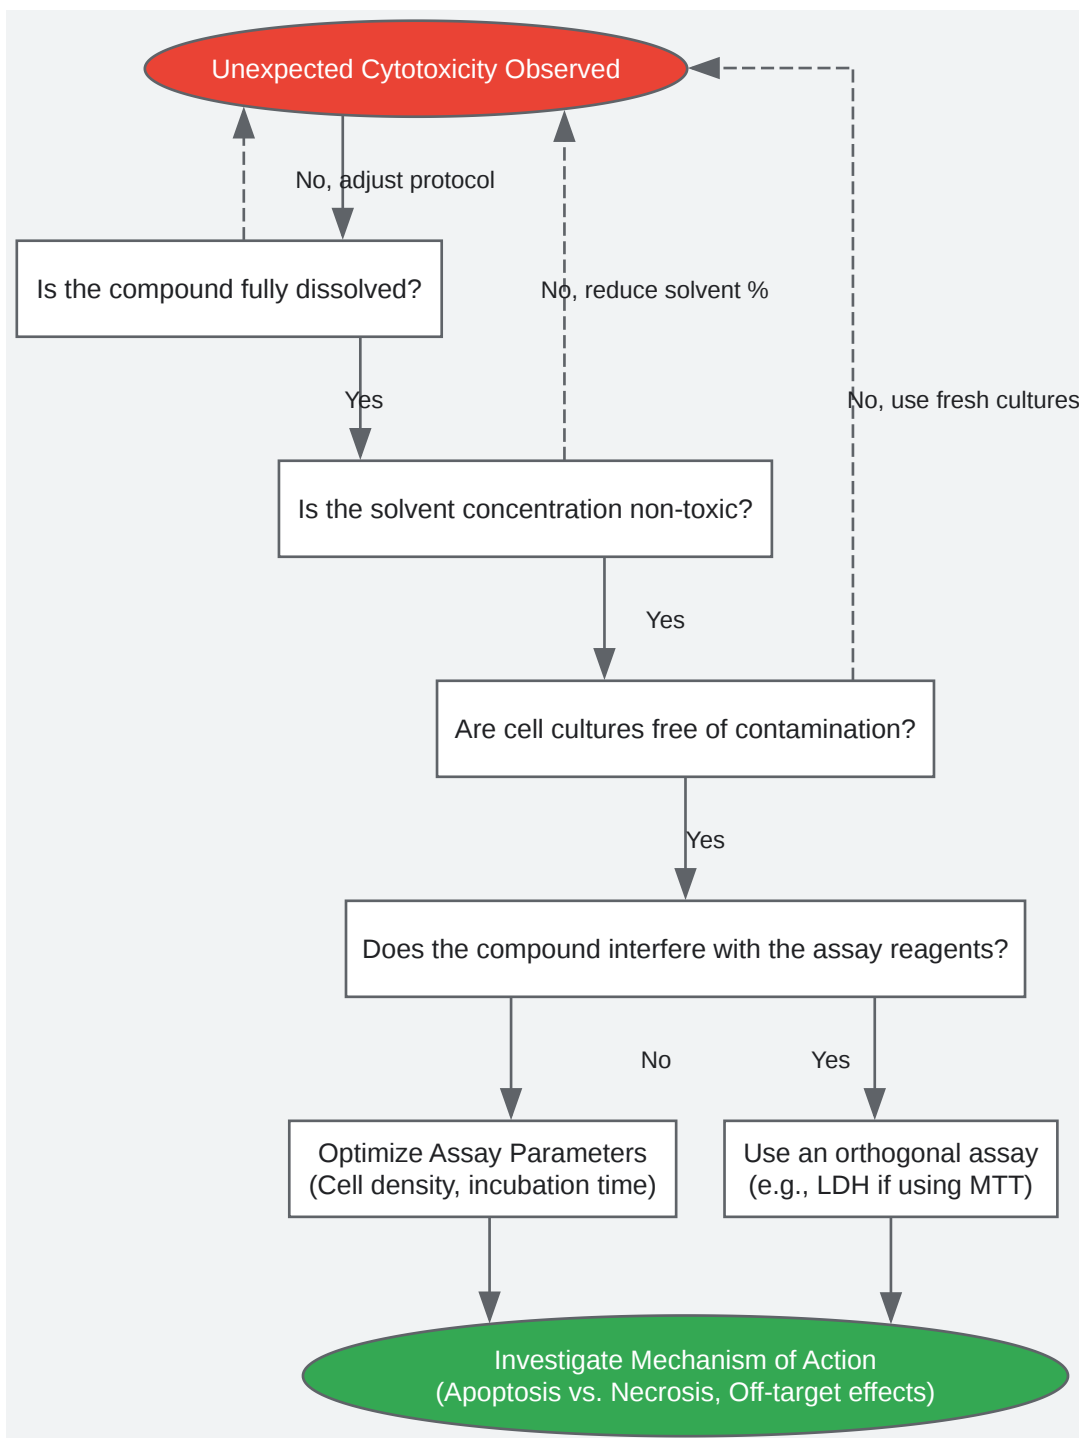 Unexpected Cytotoxicity Observed
No, adjust protocol
Is the compound fully dissolved?
No, reduce solvent %
Yes
No, use fresh cultures
Is the solvent concentration non-toxic?
Yes
Are cell cultures free of contamination?
Yes
Does the compound interfere with the assay reagents?
No
Yes
Optimize Assay Parameters
(Cell density, incubation time)
Use an orthogonal assay
(e.g., LDH if using MTT)
Investigate Mechanism of Action
(Apoptosis vs. Necrosis, Off-target effects)